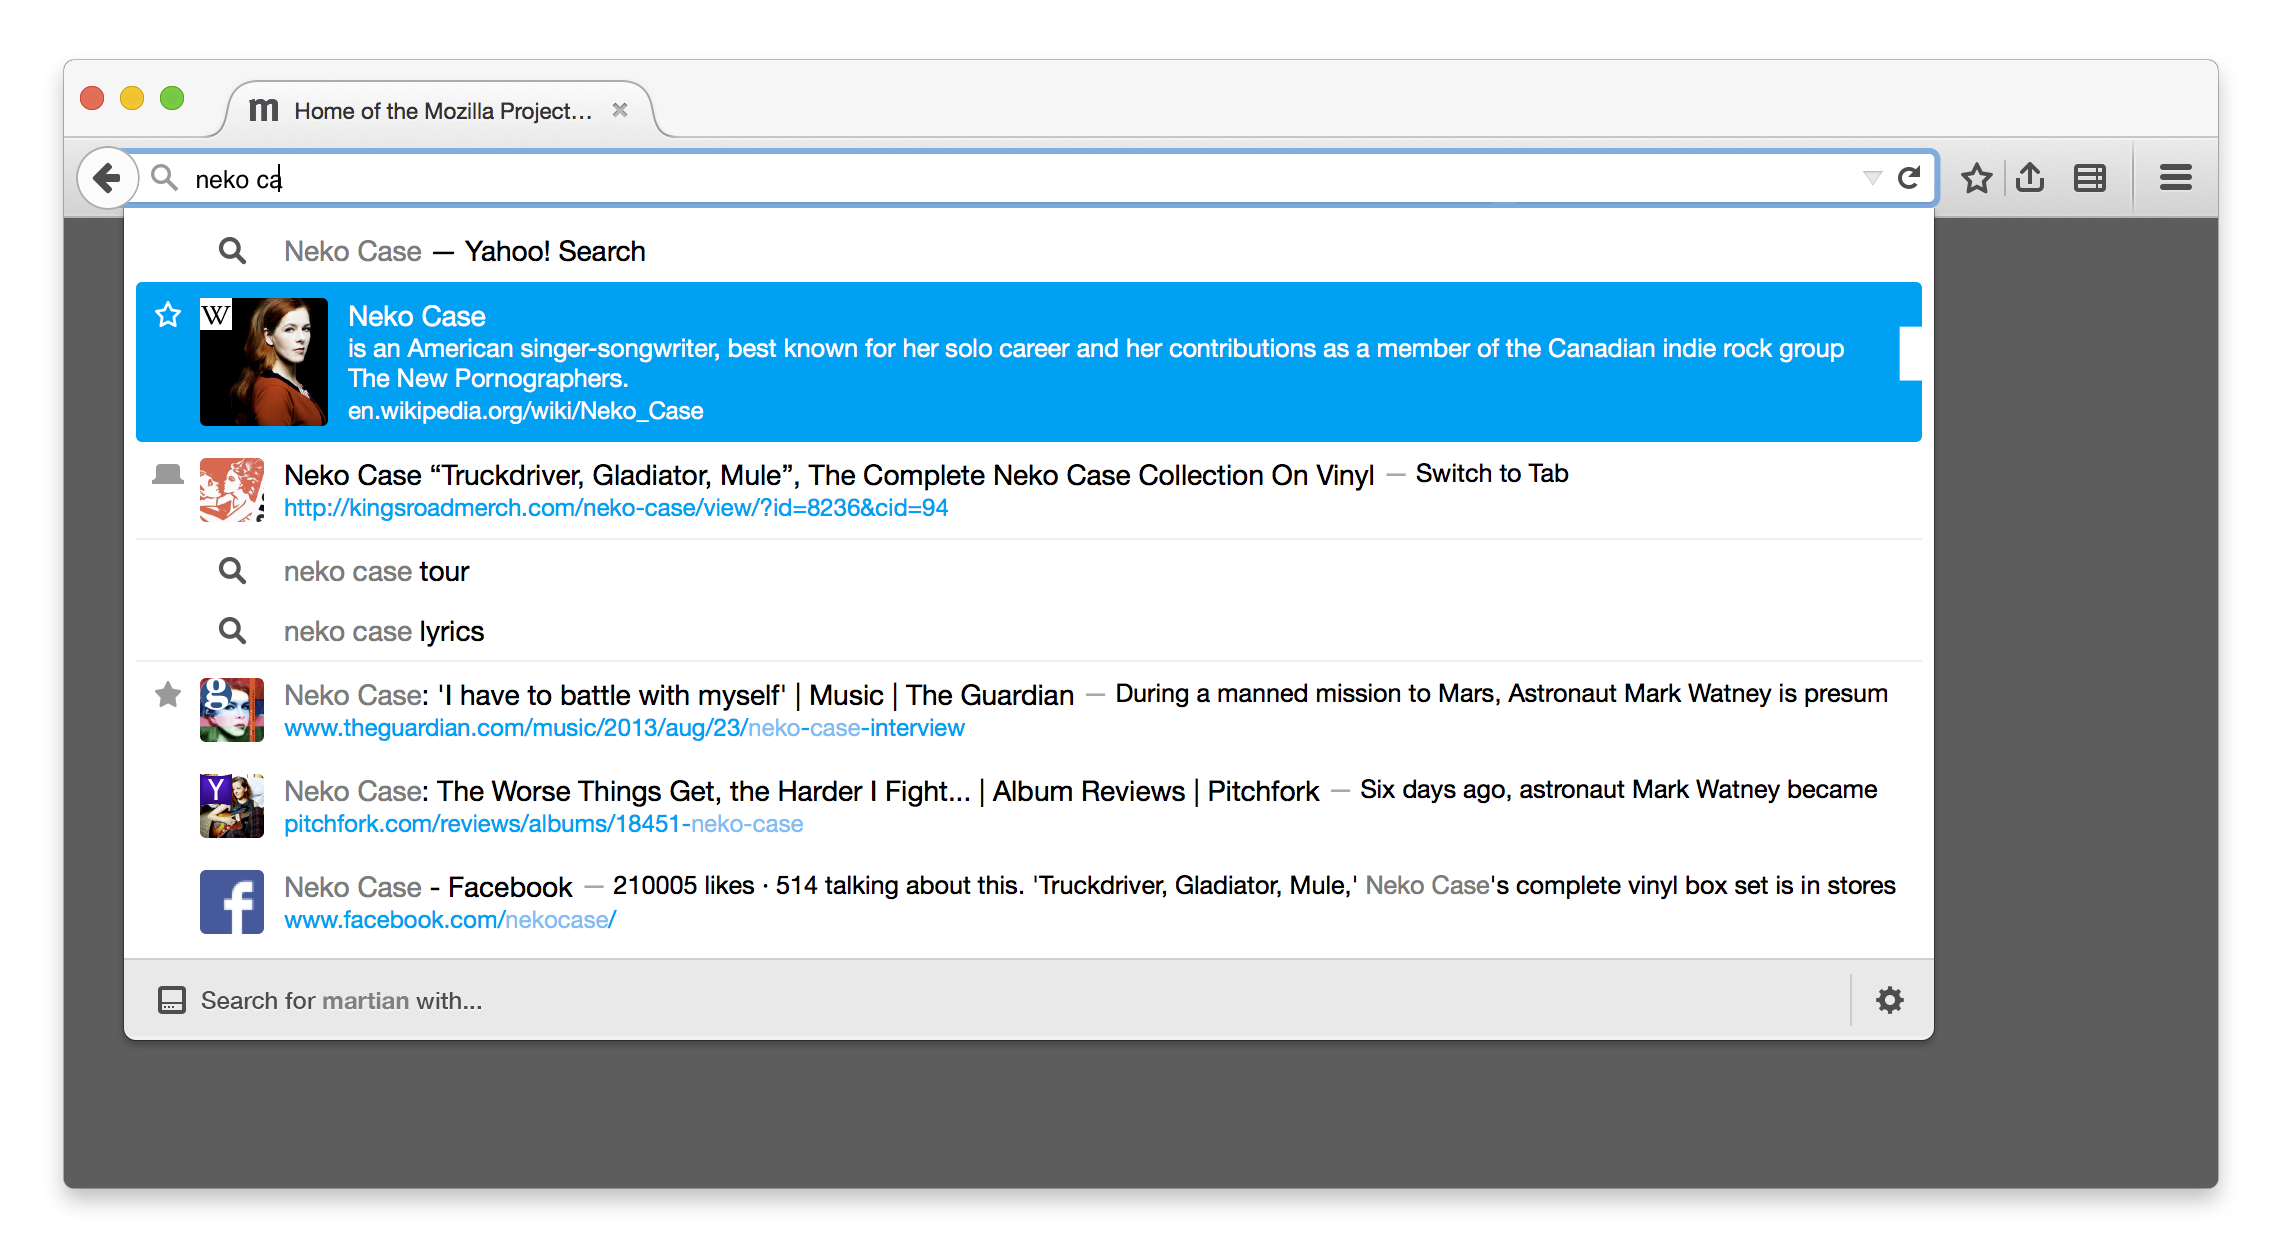 m Home of the Mozilla Project...
neko ca
Neko Case — Yahoo! Search
W
Neko Case
is an American singer-songwriter, best known for her solo career and her contributions as a member of the Canadian indie rock group
The New Pornographers.
en.wikipedia.org/wiki/Neko_Case
Neko Case “Truckdriver, Gladiator, Mule”, The Complete Neko Case Collection On Vinyl — Switch to Tab
http://kingsroadmerch.com/neko-case/view/?id=8236&cid=94
neko case tour
neko case lyrics
g
Neko Case: 'I have to battle with myself' | Music | The Guardian — During a manned mission to Mars, Astronaut Mark Watney is presum
www.theguardian.com/music/2013/aug/23/neko-case-interview
Y
Neko Case: The Worse Things Get, the Harder I Fight... | Album Reviews | Pitchfork — Six days ago, astronaut Mark Watney became
pitchfork.com/reviews/albums/18451-neko-case
f
Neko Case - Facebook — 210005 likes · 514 talking about this. 'Truckdriver, Gladiator, Mule,' Neko Case's complete vinyl box set is in stores
www.facebook.com/nekocase/
Search for martian with...